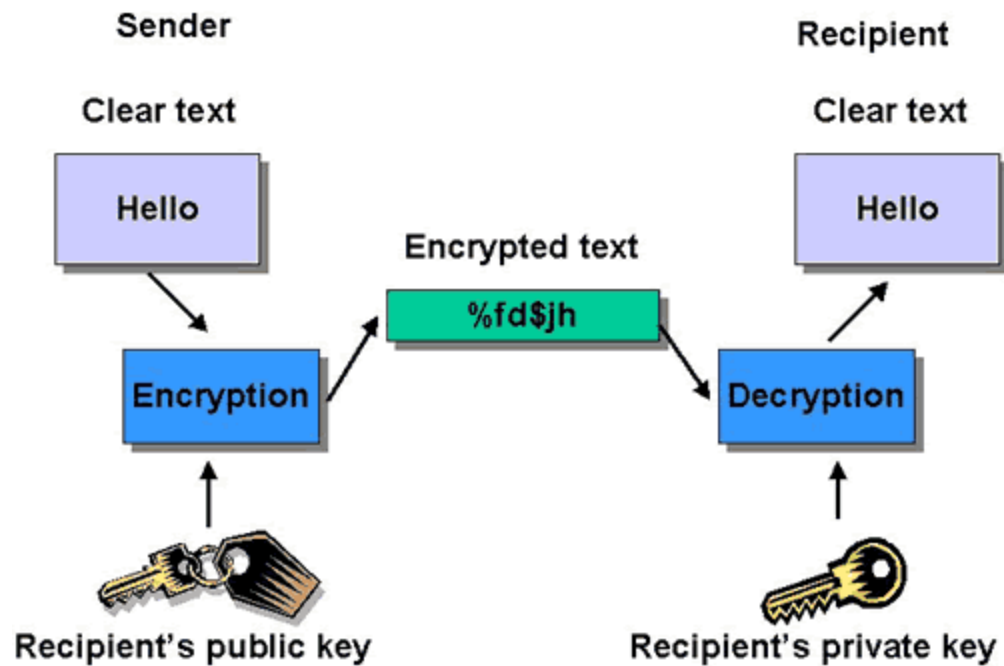 Sender
Recipient
Clear text
Clear text
Hello
Hello
Encrypted text
%fd$jh
Encryption
Decryption
Recipient's public key
Recipient's private key